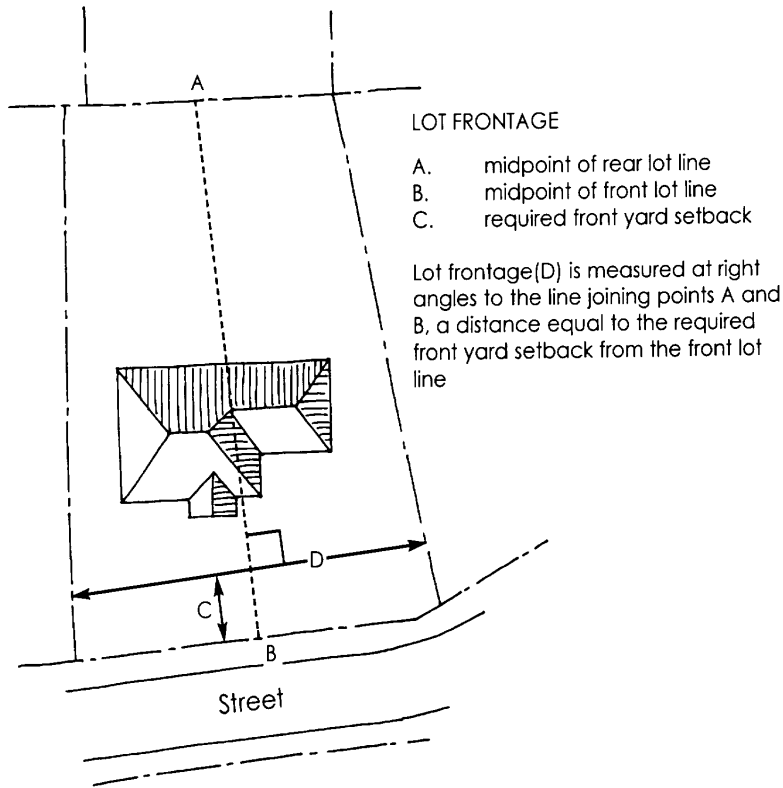 A
LOT FRONTAGE
A. midpoint of rear lot line
B. midpoint of front lot line
C. required front yard setback
Lot frontage(D) is measured at right
angles to the line joining points A and
B, a distance equal to the required
front yard setback from the front lot
line
D
C
B
Street